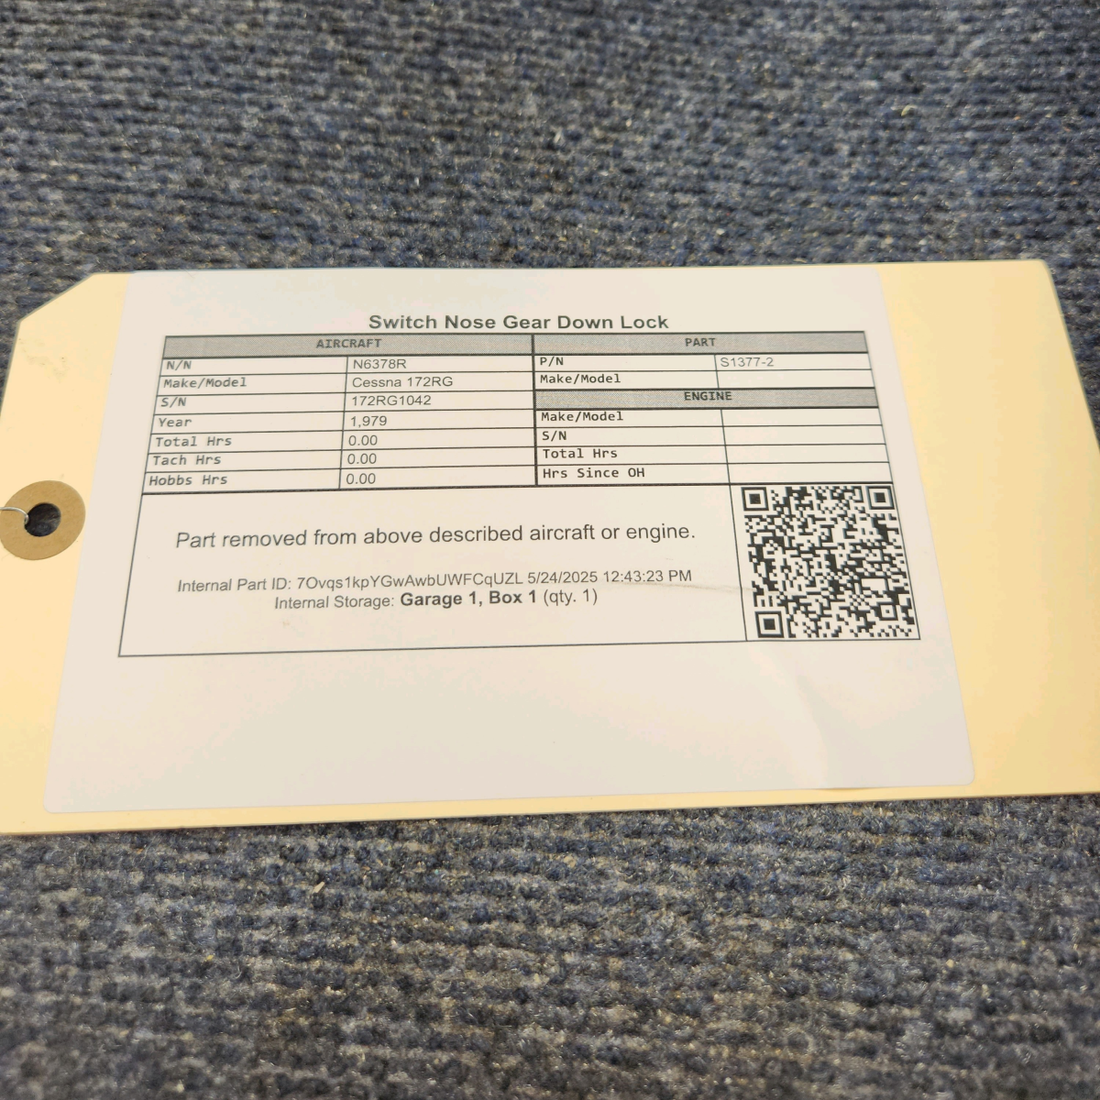 Switch Nose Gear Down Lock
AIRCRAFT
N/N N6378R
Make/Model Cessna 172RG
S/N 172RG1042
Year 1,979
Total Hrs 0.00
Tach Hrs 0.00
Hobbs Hrs 0.00
PART
P/N S1377-2
Make/Model
ENGINE
Make/Model
S/N
Total Hrs
Hrs Since OH
Part removed from above described aircraft or engine.
Internal Part ID: 7Ovqs1kpYGwAwbUWFCqUZL 5/24/2025 12:43:23 PM
Internal Storage: Garage 1, Box 1 (qty. 1)